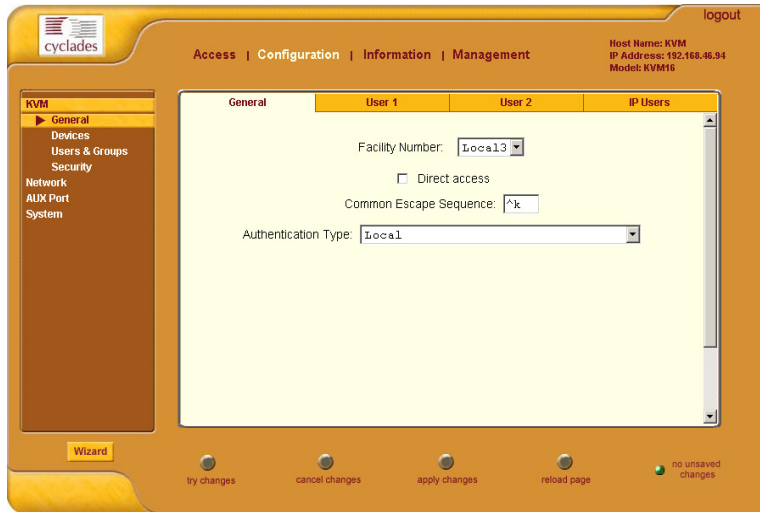 logout
cyclades
Access | Configuration | Information | Management
Host Name: KVM
IP Address: 192.168.46.94
Model: KVM16
KVM
General
Devices
Users & Groups
Security
Network
AUX Port
System
General
User 1
User 2
IP Users
Facility Number: Local3
Direct access
Common Escape Sequence: ^k
Authentication Type: Local
Wizard
try changes
cancel changes
apply changes
reload page
no unsaved
changes